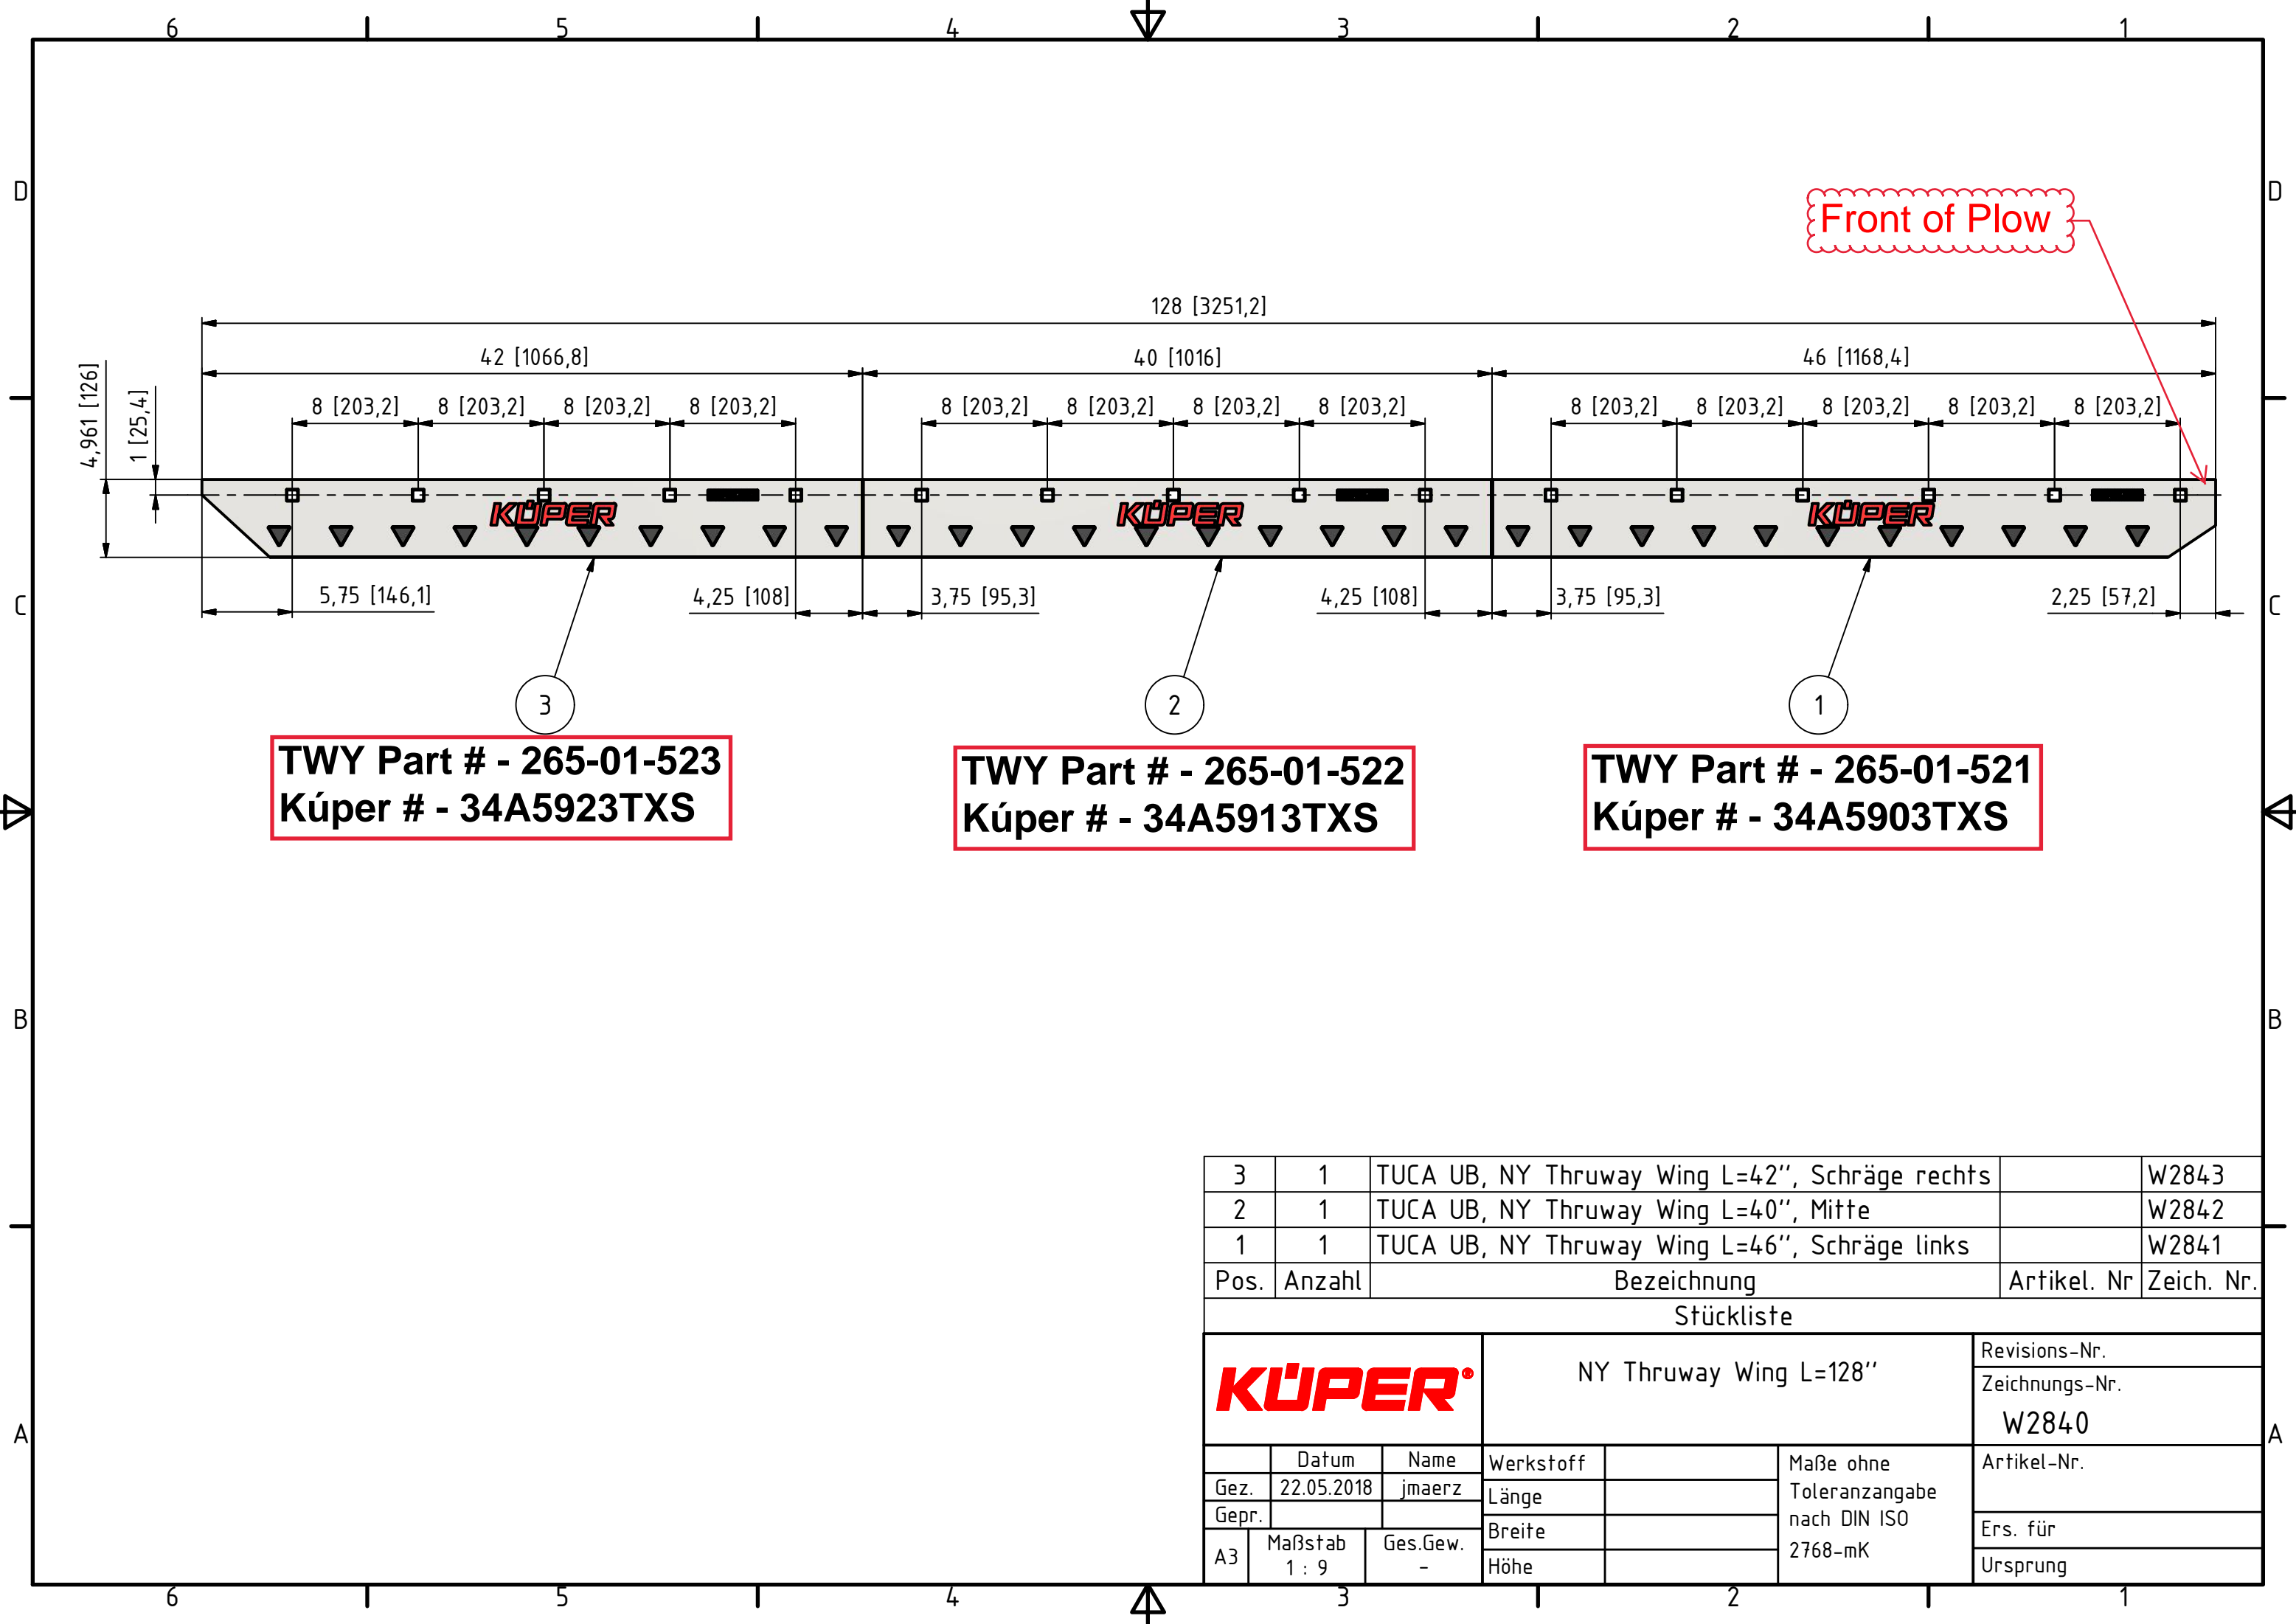 6 5 4 3 2 1
D D
Front of Plow
128 [3251,2]
42 [1066,8] 40 [1016] 46 [1168,4]
4,961 [126]
1 [25,4]
8 [203,2] 8 [203,2] 8 [203,2] 8 [203,2] 8 [203,2] 8 [203,2] 8 [203,2] 8 [203,2] 8 [203,2] 8 [203,2] 8 [203,2] 8 [203,2] 8 [203,2]
KÜPER KÜPER KÜPER
C C
5,75 [146,1] 4,25 [108] 3,75 [95,3] 4,25 [108] 3,75 [95,3] 2,25 [57,2]
3 2 1
TWY Part # - 265-01-523
Kúper # - 34A5923TXS
TWY Part # - 265-01-522
Kúper # - 34A5913TXS
TWY Part # - 265-01-521
Kúper # - 34A5903TXS
B B
3 1 TUCA UB, NY Thruway Wing L=42'', Schräge rechts W2843
2 1 TUCA UB, NY Thruway Wing L=40'', Mitte W2842
1 1 TUCA UB, NY Thruway Wing L=46'', Schräge links W2841
Pos. Anzahl Bezeichnung Artikel. Nr Zeich. Nr.
Stückliste
KÜPER®
NY Thruway Wing L=128''
Revisions-Nr.
Zeichnungs-Nr.
W2840
A A
Datum Name
Gez. 22.05.2018 jmaerz
Gepr.
A3 Maßstab Ges.Gew.
1 : 9 -
Werkstoff
Länge
Breite
Höhe
Maße ohne
Toleranzangabe
nach DIN ISO
2768-mK
Artikel-Nr.
Ers. für
Ursprung
6 5 4 3 2 1